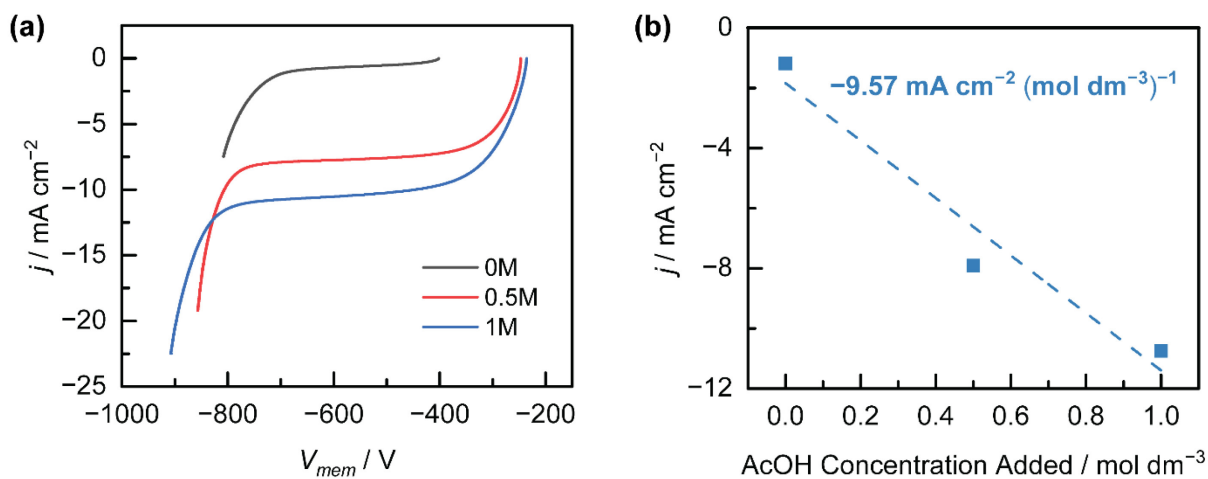 (a)
0
−5
−10
−15
−20
−25
j / mA cm⁻²
0M
0.5M
1M
−1000
−800
−600
−400
−200
V_mem / V
(b)
0
−4
−8
−12
j / mA cm⁻²
−9.57 mA cm⁻² (mol dm⁻³)⁻¹
0.0
0.2
0.4
0.6
0.8
1.0
AcOH Concentration Added / mol dm⁻³